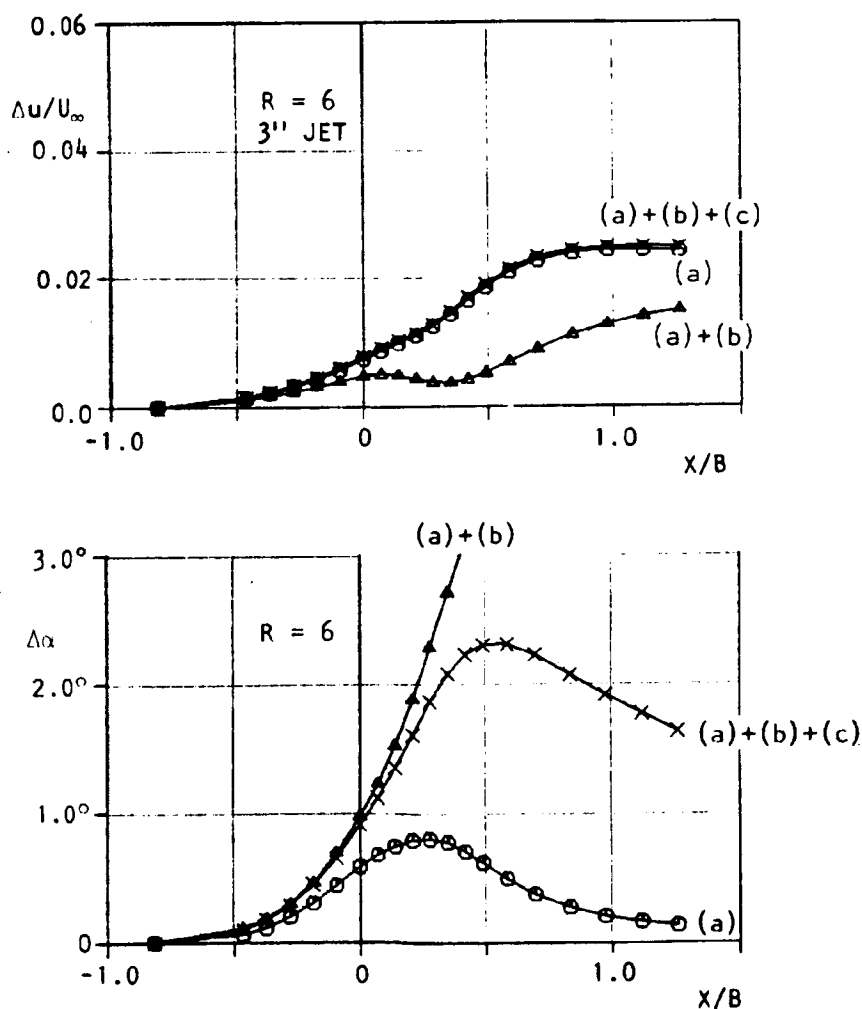 0.06
Δu/U∞
R = 6
3" JET
0.04
(a)+(b)+(c)
(a)
0.02
(a)+(b)
0.0
-1.0
0
1.0
X/B
(a)+(b)
3.0°
Δα
R = 6
2.0°
(a)+(b)+(c)
1.0°
(a)
0
-1.0
0
1.0
X/B